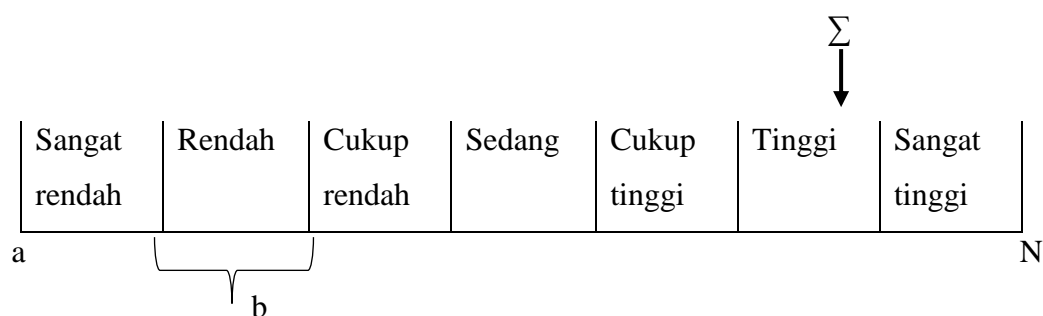 ∑
Sangat Rendah Cukup Sedang Cukup Tinggi Sangat
rendah rendah tinggi tinggi
a N
b